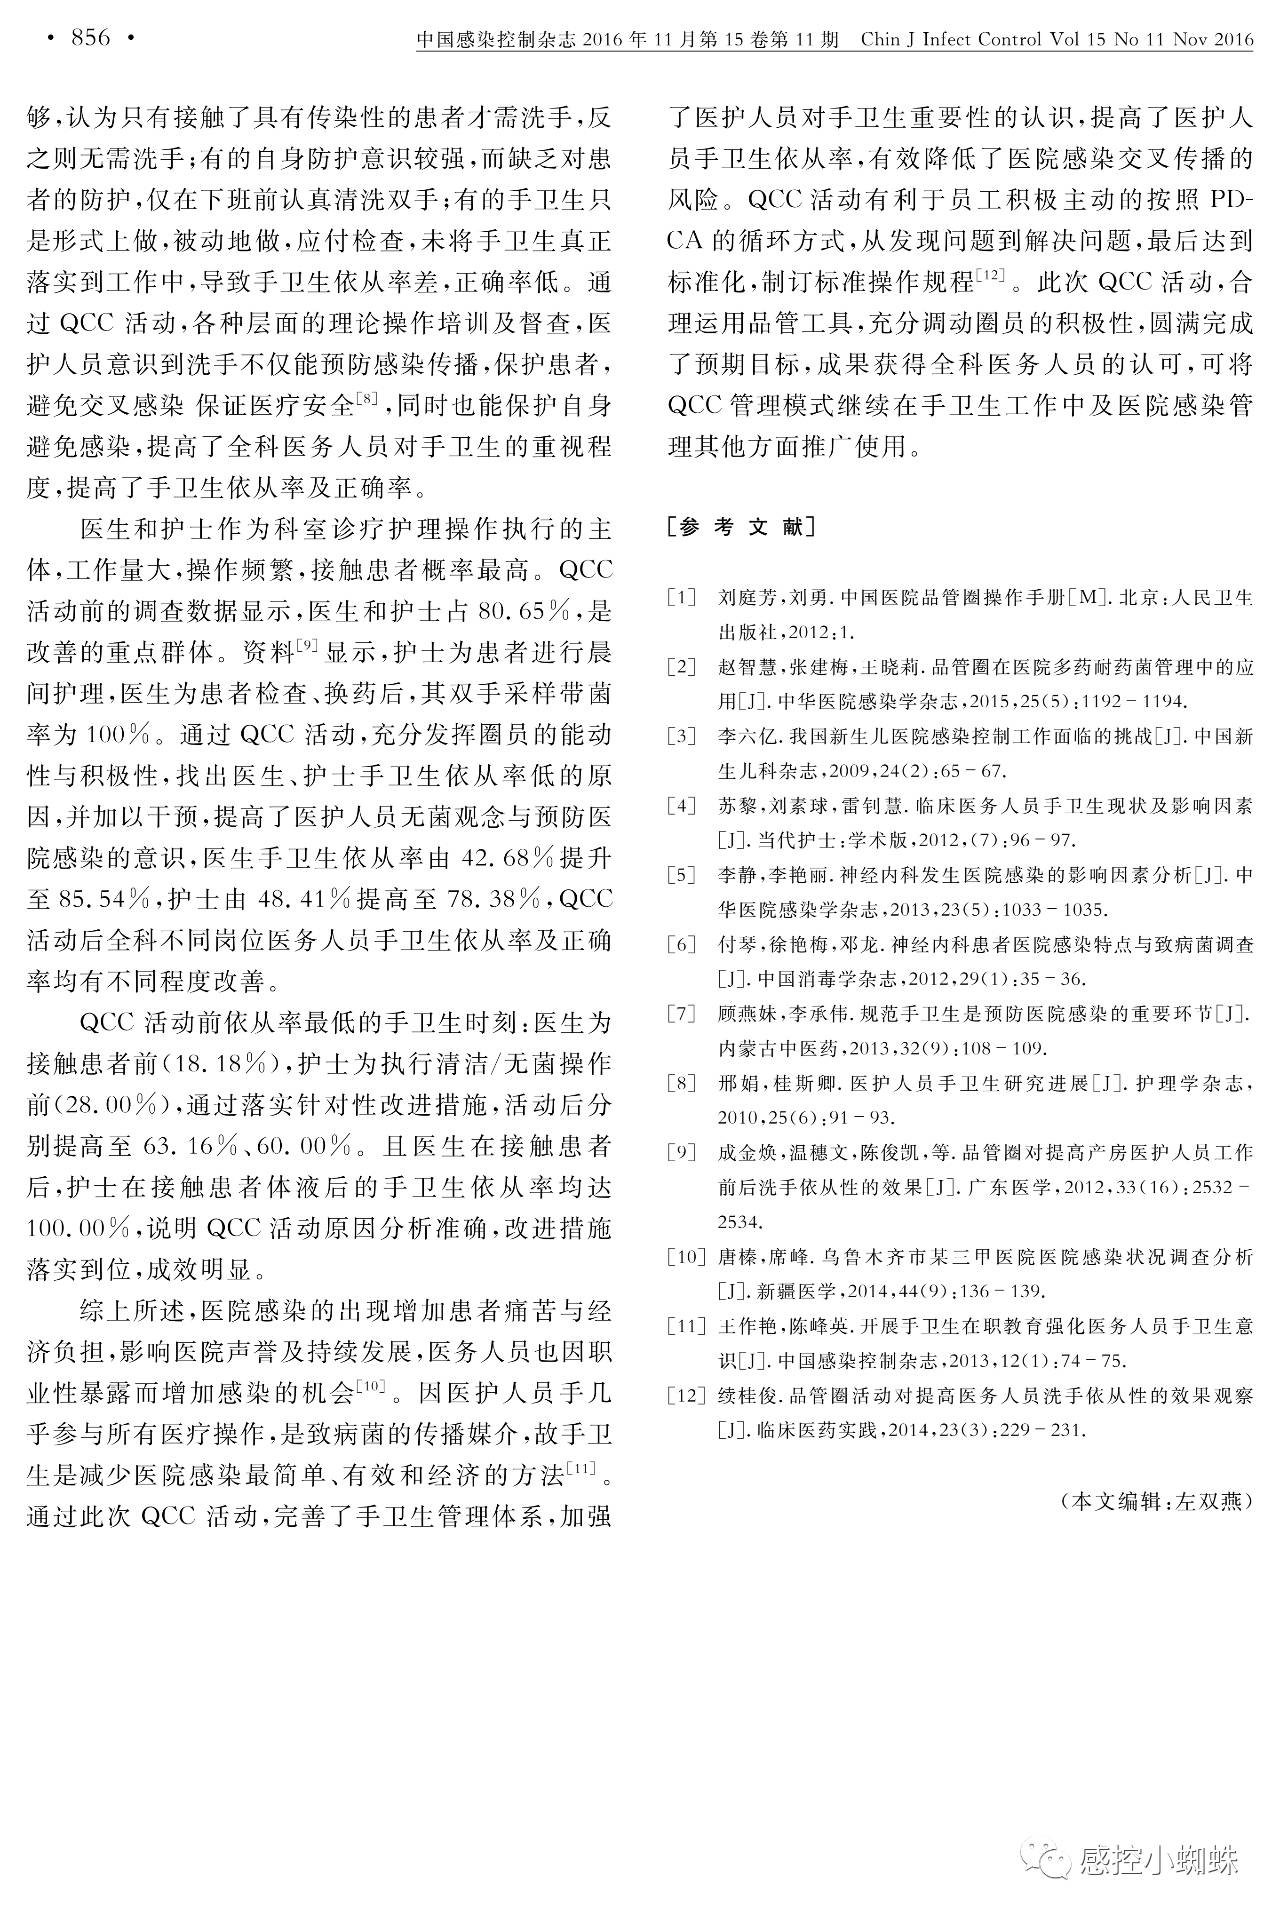 • 856 •
中国感染控制杂志 2016 年 11 月第 15 卷第 11 期 Chin J Infect Control Vol 15 No 11 Nov 2016
够,认为只有接触了具有传染性的患者才需洗手,反
之则无需洗手;有的自身防护意识较强,而缺乏对患
者的防护,仅在下班前认真清洗双手;有的手卫生只
是形式上做,被动地做,应付检查,未将手卫生真正
落实到工作中,导致手卫生依从率差,正确率低。通
过 QCC 活动,各种层面的理论操作培训及督查,医
护人员意识到洗手不仅能预防感染传播,保护患者,
避免交叉感染 保证医疗安全[8],同时也能保护自身
避免感染,提高了全科医务人员对手卫生的重视程
度,提高了手卫生依从率及正确率。
医生和护士作为科室诊疗护理操作执行的主
体,工作量大,操作频繁,接触患者概率最高。QCC
活动前的调查数据显示,医生和护士占 80.65%,是
改善的重点群体。资料[9]显示,护士为患者进行晨
间护理,医生为患者检查、换药后,其双手采样带菌
率为 100%。通过 QCC 活动,充分发挥圈员的能动
性与积极性,找出医生、护士手卫生依从率低的原
因,并加以干预,提高了医护人员无菌观念与预防医
院感染的意识,医生手卫生依从率由 42.68%提升
至 85.54%,护士由 48.41%提高至 78.38%,QCC
活动后全科不同岗位医务人员手卫生依从率及正确
率均有不同程度改善。
QCC 活动前依从率最低的手卫生时刻:医生为
接触患者前(18.18%),护士为执行清洁/无菌操作
前(28.00%),通过落实针对性改进措施,活动后分
别提高至 63.16%、60.00%。且医生在接触患者
后,护士在接触患者体液后的手卫生依从率均达
100.00%,说明 QCC 活动原因分析准确,改进措施
落实到位,成效明显。
综上所述,医院感染的出现增加患者痛苦与经
济负担,影响医院声誉及持续发展,医务人员也因职
业性暴露而增加感染的机会[10]。因医护人员手几
乎参与所有医疗操作,是致病菌的传播媒介,故手卫
生是减少医院感染最简单、有效和经济的方法[11]。
通过此次 QCC 活动,完善了手卫生管理体系,加强
了医护人员对手卫生重要性的认识,提高了医护人
员手卫生依从率,有效降低了医院感染交叉传播的
风险。QCC 活动有利于员工积极主动的按照 PD-
CA 的循环方式,从发现问题到解决问题,最后达到
标准化,制订标准操作规程[12]。此次 QCC 活动,合
理运用品管工具,充分调动圈员的积极性,圆满完成
了预期目标,成果获得全科医务人员的认可,可将
QCC 管理模式继续在手卫生工作中及医院感染管
理其他方面推广使用。
[参 考 文 献]
[1] 刘庭芳,刘勇.中国医院品管圈操作手册[M].北京:人民卫生
出版社,2012:1.
[2] 赵智慧,张建梅,王晓莉.品管圈在医院多药耐药菌管理中的应
用[J].中华医院感染学杂志,2015,25(5):1192-1194.
[3] 李六亿.我国新生儿医院感染控制工作面临的挑战[J].中国新
生儿科杂志,2009,24(2):65-67.
[4] 苏黎,刘素球,雷钊慧.临床医务人员手卫生现状及影响因素
[J].当代护士:学术版,2012,(7):96-97.
[5] 李静,李艳丽.神经内科发生医院感染的影响因素分析[J].中
华医院感染学杂志,2013,23(5):1033-1035.
[6] 付琴,徐艳梅,邓龙.神经内科患者医院感染特点与致病菌调查
[J].中国消毒学杂志,2012,29(1):35-36.
[7] 顾燕妹,李承伟.规范手卫生是预防医院感染的重要环节[J].
内蒙古中医药,2013,32(9):108-109.
[8] 邢娟,桂斯卿.医护人员手卫生研究进展[J].护理学杂志,
2010,25(6):91-93.
[9] 成金焕,温穗文,陈俊凯,等.品管圈对提高产房医护人员工作
前后洗手依从性的效果[J].广东医学,2012,33(16):2532-
2534.
[10] 唐榛,席峰.乌鲁木齐市某三甲医院医院感染状况调查分析
[J].新疆医学,2014,44(9):136-139.
[11] 王作艳,陈峰英.开展手卫生在职教育强化医务人员手卫生意
识[J].中国感染控制杂志,2013,12(1):74-75.
[12] 续桂俊.品管圈活动对提高医务人员洗手依从性的效果观察
[J].临床医药实践,2014,23(3):229-231.
(本文编辑:左双燕)
感控小蜘蛛